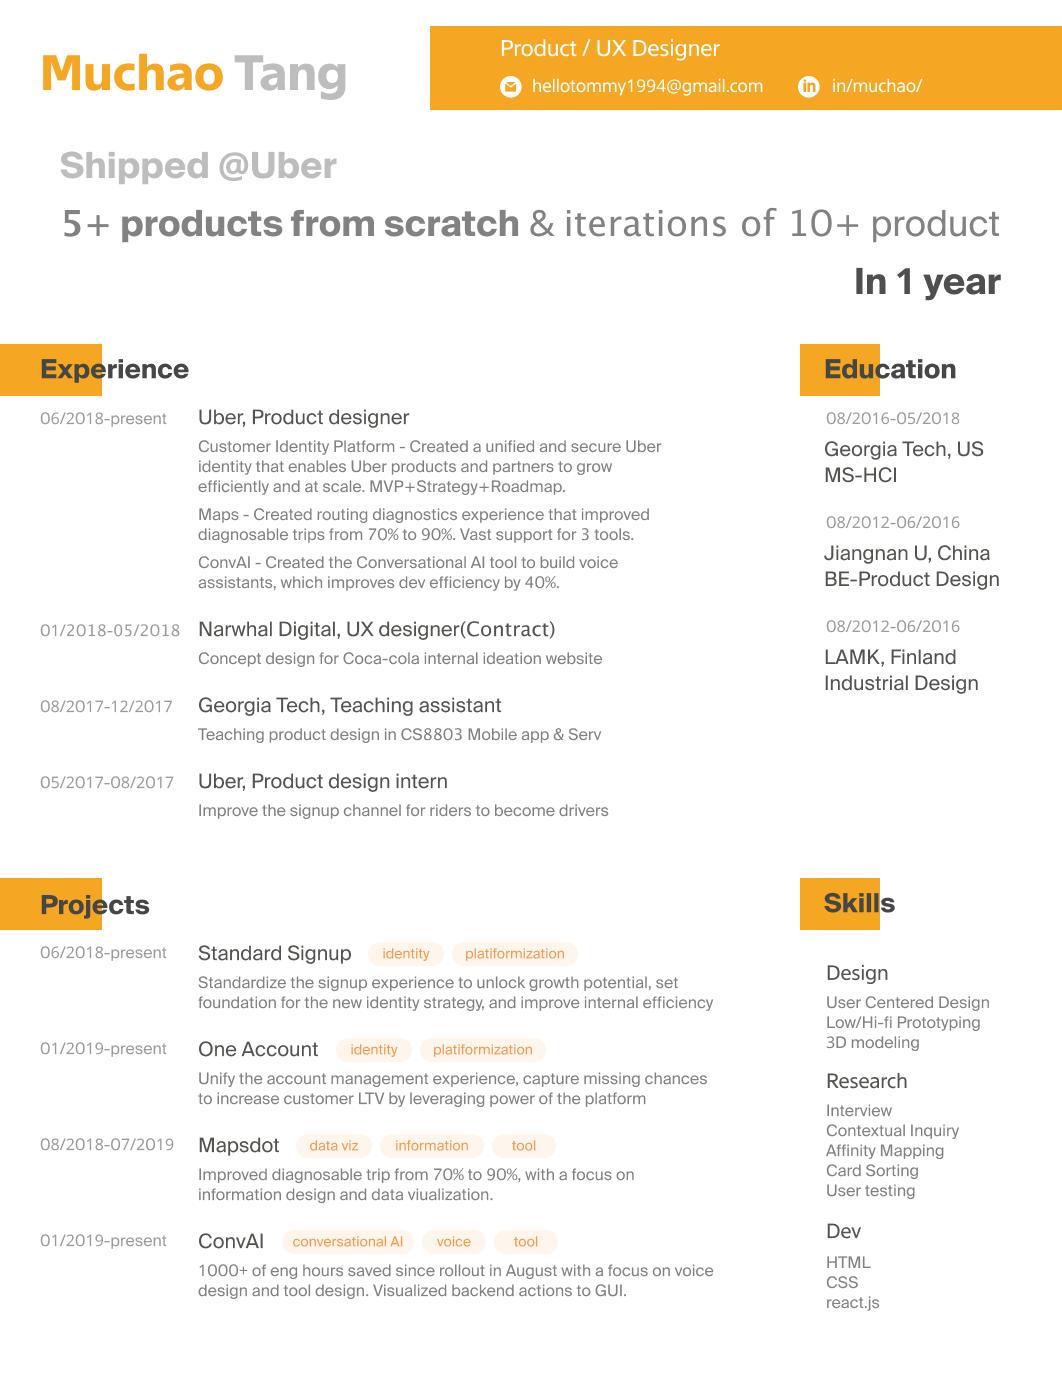 Muchao Tang
Product / UX Designer
hellotommy1994@gmail.com in in/muchao/
Shipped @Uber
5+ products from scratch & iterations of 10+ product
In 1 year
Experience
06/2018-present Uber, Product designer
Customer Identity Platform - Created a unified and secure Uber
identity that enables Uber products and partners to grow
efficiently and at scale. MVP+Strategy+Roadmap.
Maps - Created routing diagnostics experience that improved
diagnosable trips from 70% to 90%. Vast support for 3 tools.
ConvAI - Created the Conversational AI tool to build voice
assistants, which improves dev efficiency by 40%.
01/2018-05/2018 Narwhal Digital, UX designer(Contract)
Concept design for Coca-cola internal ideation website
08/2017-12/2017 Georgia Tech, Teaching assistant
Teaching product design in CS8803 Mobile app & Serv
05/2017-08/2017 Uber, Product design intern
Improve the signup channel for riders to become drivers
Education
08/2016-05/2018
Georgia Tech, US
MS-HCI
08/2012-06/2016
Jiangnan U, China
BE-Product Design
08/2012-06/2016
LAMK, Finland
Industrial Design
Projects
06/2018-present Standard Signup identity platiformization
Standardize the signup experience to unlock growth potential, set
foundation for the new identity strategy, and improve internal efficiency
01/2019-present One Account identity platiformization
Unify the account management experience, capture missing chances
to increase customer LTV by leveraging power of the platform
08/2018-07/2019 Mapsdot data viz information tool
Improved diagnosable trip from 70% to 90%, with a focus on
information design and data viualization.
01/2019-present ConvAI conversational AI voice tool
1000+ of eng hours saved since rollout in August with a focus on voice
design and tool design. Visualized backend actions to GUI.
Skills
Design
User Centered Design
Low/Hi-fi Prototyping
3D modeling
Research
Interview
Contextual Inquiry
Affinity Mapping
Card Sorting
User testing
Dev
HTML
CSS
react.js